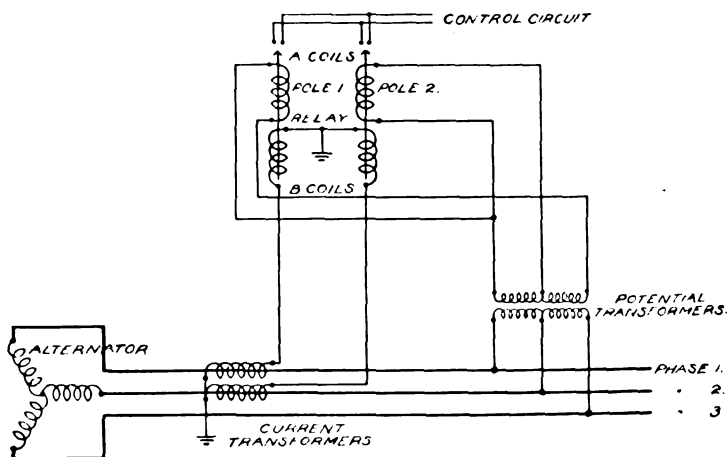 CONTROL CIRCUIT
A COILS
POLE 1
POLE 2.
RELAY
B COILS
POTENTIAL
TRANSFORMERS.
ALTERNATOR
PHASE 1.
" 2.
" 3
CURRENT
TRANSFORMERS